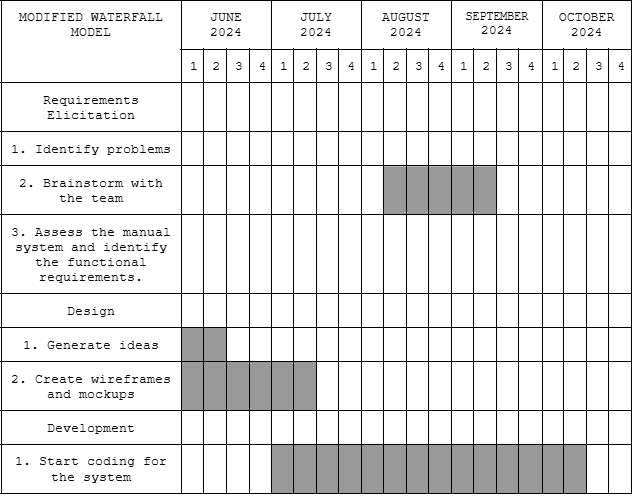 MODIFIED WATERFALL
MODEL
JUNE
2024
JULY
2024
AUGUST
2024
SEPTEMBER
2024
OCTOBER
2024
1 2 3 4 1 2 3 4 1 2 3 4 1 2 3 4 1 2 3 4
Requirements
Elicitation
1. Identify problems
2. Brainstorm with
the team
3. Assess the manual
system and identify
the functional
requirements.
Design
1. Generate ideas
2. Create wireframes
and mockups
Development
1. Start coding for
the system